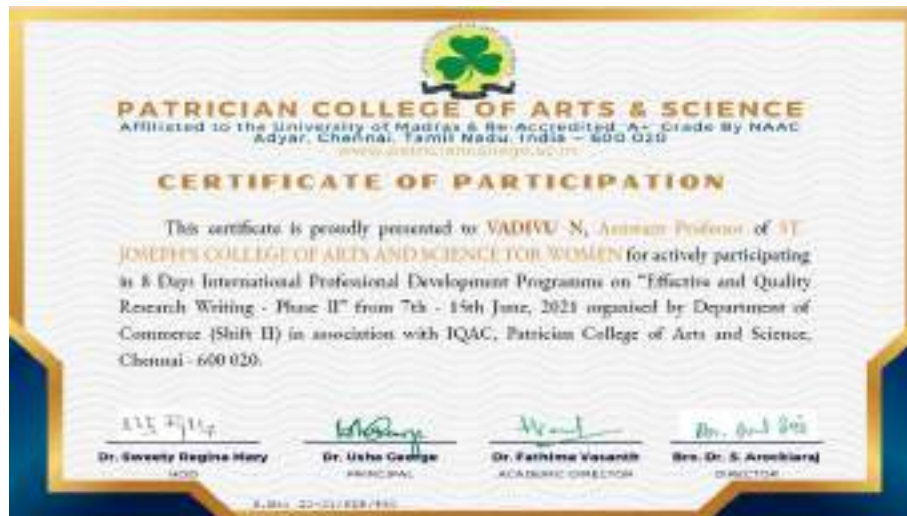 PATRICIAN COLLEGE OF ARTS & SCIENCE
Affiliated to the University of Madras & Re-Accredited 'A+' Grade By NAAC
Adyar, Chennai, Tamil Nadu, India – 600 020
CERTIFICATE OF PARTICIPATION
This certificate is proudly presented to VADIVU N, Assistant Professor of ST.
JOSEPH'S COLLEGE OF ARTS AND SCIENCE FOR WOMEN for actively participating
in 8 Days International Professional Development Programme on "Effective and Quality
Research Writing - Phase II" from 7th - 15th June, 2021 organised by Department of
Commerce (Shift II) in association with IQAC, Patrician College of Arts and Science,
Chennai - 600 020.
Dr. Sweety Regina Mary
HOD
Dr. Usha George
PRINCIPAL
Dr. Fathima Vasanth
ACADEMIC DIRECTOR
Bro. Dr. S. Arockiaraj
DIRECTOR